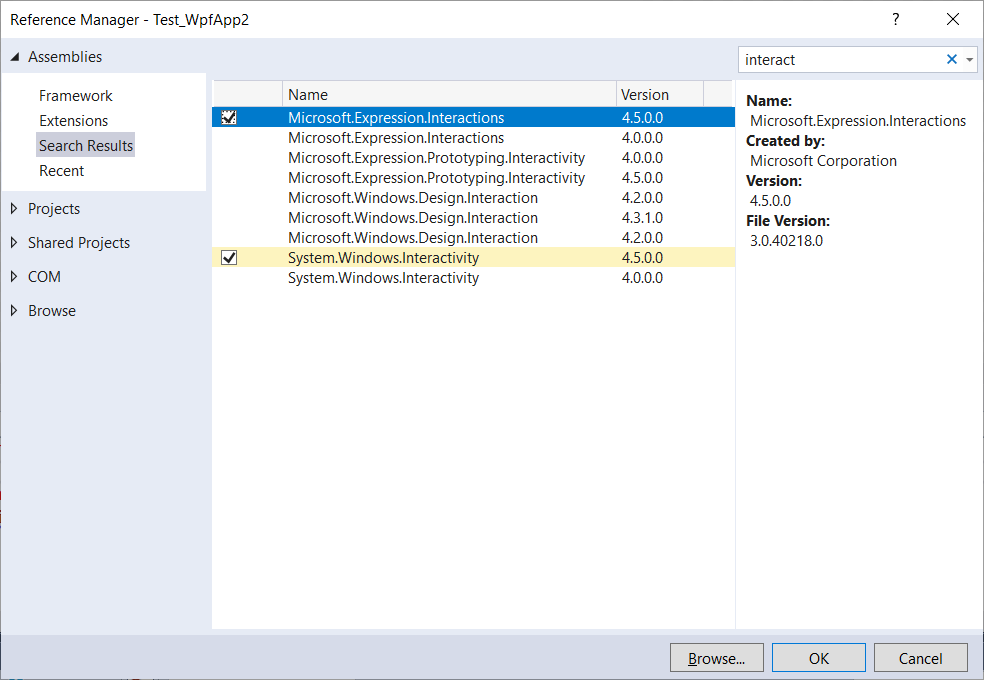 Reference Manager - Test_WpfApp2
?
Assemblies
interact
Framework
Extensions
Search Results
Recent
Projects
Shared Projects
COM
Browse
Name Version
Microsoft.Expression.Interactions 4.5.0.0
Microsoft.Expression.Interactions 4.0.0.0
Microsoft.Expression.Prototyping.Interactivity 4.0.0.0
Microsoft.Expression.Prototyping.Interactivity 4.5.0.0
Microsoft.Windows.Design.Interaction 4.2.0.0
Microsoft.Windows.Design.Interaction 4.3.1.0
Microsoft.Windows.Design.Interaction 4.2.0.0
System.Windows.Interactivity 4.5.0.0
System.Windows.Interactivity 4.0.0.0
Name:
Microsoft.Expression.Interactions
Created by:
Microsoft Corporation
Version:
4.5.0.0
File Version:
3.0.40218.0
Browse...
OK
Cancel